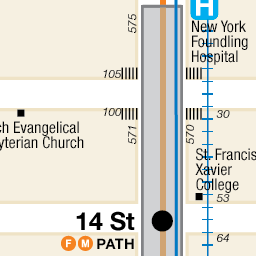 575
H
New York
Foundling
Hospital
105
100
30
ch Evangelical
yterian Church
571
570
St. Francis
Xavier
College
53
14 St
F M PATH
64